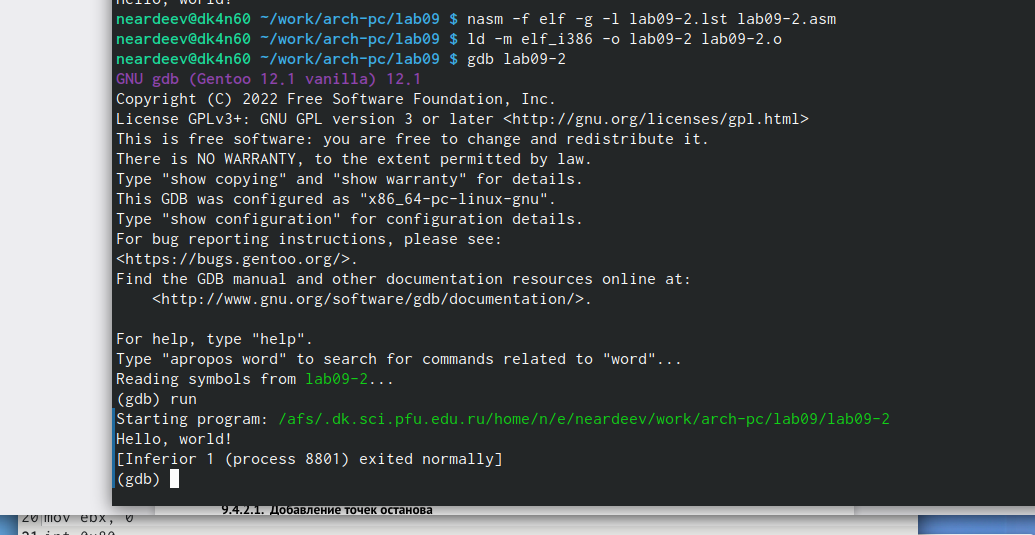 Hello, world!
neardeev@dk4n60 ~/work/arch-pc/lab09 $ nasm -f elf -g -l lab09-2.lst lab09-2.asm
neardeev@dk4n60 ~/work/arch-pc/lab09 $ ld -m elf_i386 -o lab09-2 lab09-2.o
neardeev@dk4n60 ~/work/arch-pc/lab09 $ gdb lab09-2
GNU gdb (Gentoo 12.1 vanilla) 12.1
Copyright (C) 2022 Free Software Foundation, Inc.
License GPLv3+: GNU GPL version 3 or later <http://gnu.org/licenses/gpl.html>
This is free software: you are free to change and redistribute it.
There is NO WARRANTY, to the extent permitted by law.
Type "show copying" and "show warranty" for details.
This GDB was configured as "x86_64-pc-linux-gnu".
Type "show configuration" for configuration details.
For bug reporting instructions, please see:
<https://bugs.gentoo.org/>.
Find the GDB manual and other documentation resources online at:
    <http://www.gnu.org/software/gdb/documentation/>.

For help, type "help".
Type "apropos word" to search for commands related to "word"...
Reading symbols from lab09-2...
(gdb) run
Starting program: /afs/.dk.sci.pfu.edu.ru/home/n/e/neardeev/work/arch-pc/lab09/lab09-2
Hello, world!
[Inferior 1 (process 8801) exited normally]
(gdb)
9.4.2.1. Добавление точек останова
20 mov ebx, 0
21 int 0x80